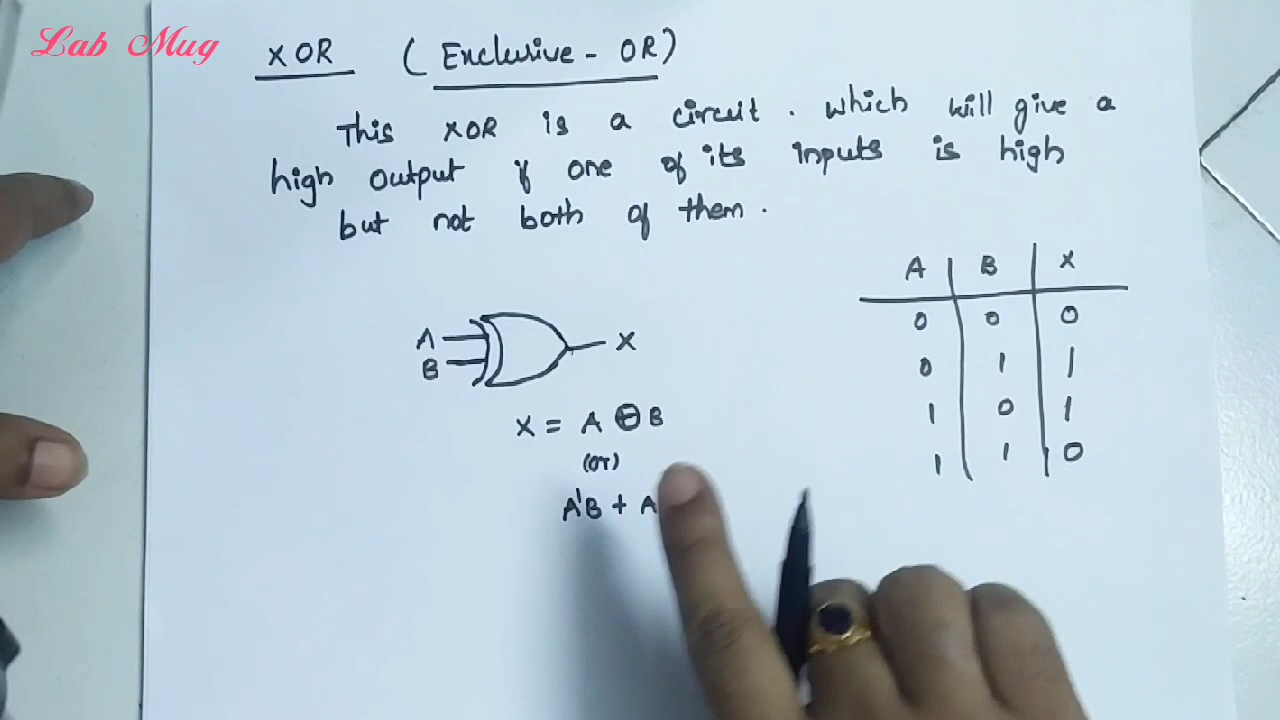 Lab Mug
XOR (Exclusive - OR)
This XOR is a circuit. which will give a
high output if one of its inputs is high
but not both of them.
A B X
0 0 0
0 1 1
1 0 1
1 1 0
A
B
X
X = A ⊖ B
(or)
A'B + A